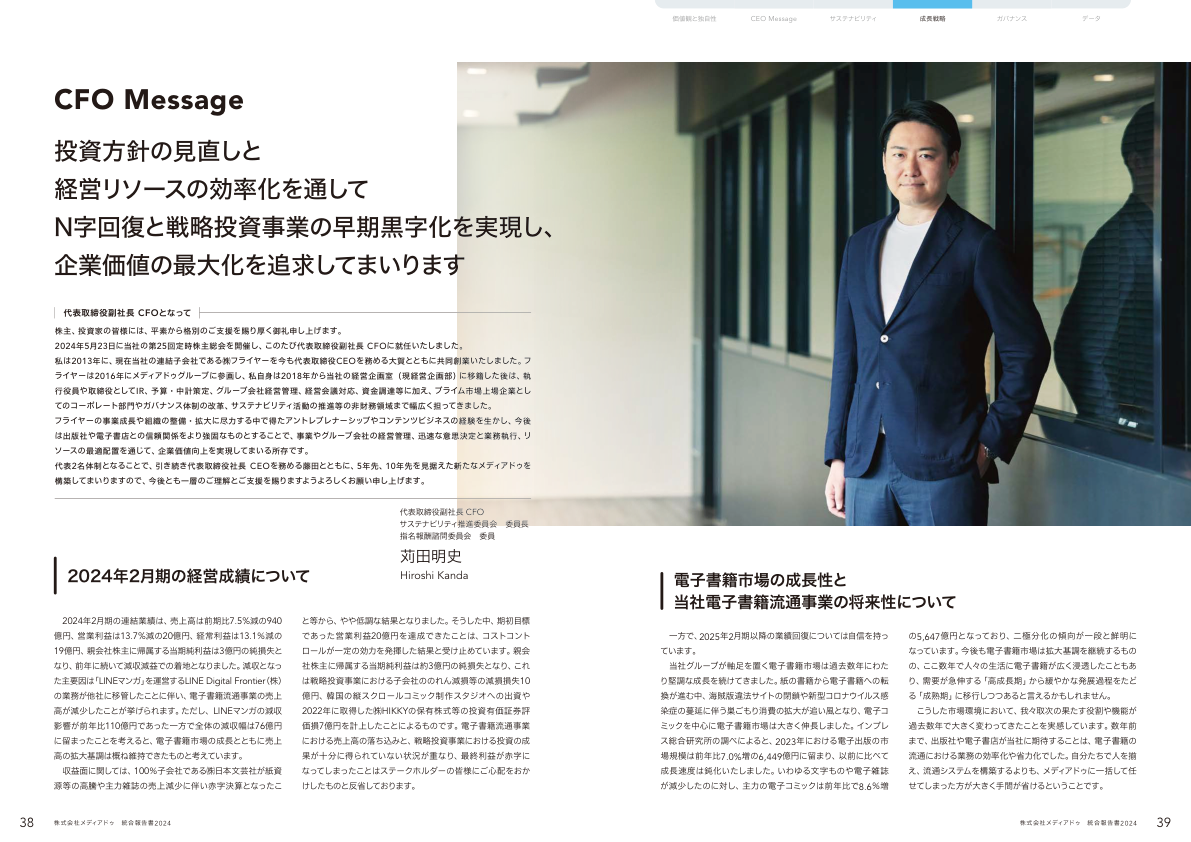 価値観と独自性
CEO Message
サステナビリティ
成長戦略
ガバナンス
データ
CFO Message
投資方針の見直しと
経営リソースの効率化を通して
N字回復と戦略投資事業の早期黒字化を実現し、
企業価値の最大化を追求してまいります
代表取締役副社長 CFOとなって
株主、投資家の皆様には、平素から格別のご支援を賜り厚く御礼申し上げます。
2024年5月23日に当社の第25回定時株主総会を開催し、このたび代表取締役副社長 CFOに就任いたしました。
私は2013年に、現在当社の連結子会社である㈱フライヤーを今も代表取締役CEOを務める大賀とともに共同創業いたしました。フ
ライヤーは2016年にメディアドゥグループに参画し、私自身は2018年から当社の経営企画室（現経営企画部）に移籍した後は、執
行役員や取締役としてIR、予算・中計策定、グループ会社経営管理、経営会議対応、資金調達等に加え、プライム市場上場企業とし
てのコーポレート部門やガバナンス体制の改革、サステナビリティ活動の推進等の非財務領域まで幅広く担ってきました。
フライヤーの事業成長や組織の整備・拡大に尽力する中で得たアントレプレナーシップやコンテンツビジネスの経験を生かし、今後
は出版社や電子書店との信頼関係をより強固なものとすることで、事業やグループ会社の経営管理、迅速な意思決定と業務執行、リ
ソースの最適配置を通じて、企業価値向上を実現してまいる所存です。
代表2名体制となることで、引き続き代表取締役社長 CEOを務める藤田とともに、5年先、10年先を見据えた新たなメディアドゥを
構築してまいりますので、今後とも一層のご理解とご支援を賜りますようよろしくお願い申し上げます。
代表取締役副社長 CFO
サステナビリティ推進委員会　委員長
指名報酬諮問委員会　委員
苅田明史
Hiroshi Kanda
2024年2月期の経営成績について
2024年2月期の連結業績は、売上高は前期比7.5%減の940
億円、営業利益は13.7%減の20億円、経常利益は13.1%減の
19億円、親会社株主に帰属する当期純利益は3億円の純損失と
なり、前年に続いて減収減益での着地となりました。減収となっ
た主要因は「LINEマンガ」を運営するLINE Digital Frontier（株）
の業務が他社に移管したことに伴い、電子書籍流通事業の売上
高が減少したことが挙げられます。ただし、LINEマンガの減収
影響が前年比110億円であった一方で全体の減収幅は76億円
に留まったことを考えると、電子書籍市場の成長とともに売上
高の拡大基調は概ね維持できたものと考えています。
収益面に関しては、100%子会社である㈱日本文芸社が紙資
源等の高騰や主力雑誌の売上減少に伴い赤字決算となったこ
と等から、やや低調な結果となりました。そうした中、期初目標
であった営業利益20億円を達成できたことは、コストコント
ロールが一定の効力を発揮した結果と受け止めています。親会
社株主に帰属する当期純利益は約3億円の純損失となり、これ
は戦略投資事業における子会社ののれん減損等の減損損失10
億円、韓国の縦スクロールコミック制作スタジオへの出資や
2022年に取得した㈱HIKKYの保有株式等の投資有価証券評
価損7億円を計上したことによるものです。電子書籍流通事業
における売上高の落ち込みと、戦略投資事業における投資の成
果が十分に得られていない状況が重なり、最終利益が赤字に
なってしまったことはステークホルダーの皆様にご心配をおか
けしたものと反省しております。
電子書籍市場の成長性と
当社電子書籍流通事業の将来性について
一方で、2025年2月期以降の業績回復については自信を持っ
ています。
当社グループが軸足を置く電子書籍市場は過去数年にわた
り堅調な成長を続けてきました。紙の書籍から電子書籍への転
換が進む中、海賊版違法サイトの閉鎖や新型コロナウイルス感
染症の蔓延に伴う巣ごもり消費の拡大が追い風となり、電子コ
ミックを中心に電子書籍市場は大きく伸長しました。インプレ
ス総合研究所の調べによると、2023年における電子出版の市
場規模は前年比7.0%増の6,449億円に留まり、以前に比べて
成長速度は鈍化いたしました。いわゆる文字ものや電子雑誌
が減少したのに対し、主力の電子コミックは前年比で8.6%増
の5,647億円となっており、二極分化の傾向が一段と鮮明に
なっています。今後も電子書籍市場は拡大基調を継続するもの
の、ここ数年で人々の生活に電子書籍が広く浸透したこともあ
り、需要が急伸する「高成長期」から緩やかな発展過程をたど
る「成熟期」に移行しつつあると言えるかもしれません。
こうした市場環境において、我々取次の果たす役割や機能が
過去数年で大きく変わってきたことを実感しています。数年前
まで、出版社や電子書店が当社に期待することは、電子書籍の
流通における業務の効率化や省力化でした。自分たちで人を揃
え、流通システムを構築するよりも、メディアドゥに一括して任
せてしまった方が大きく手間が省けるということです。
38
株式会社メディアドゥ　統合報告書2024
株式会社メディアドゥ　統合報告書2024
39